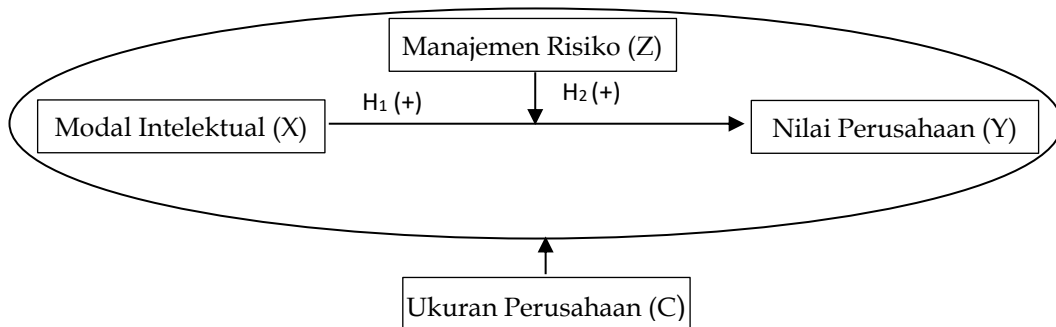 Manajemen Risiko (Z)
H1 (+)
H2 (+)
Modal Intelektual (X)
Nilai Perusahaan (Y)
Ukuran Perusahaan (C)